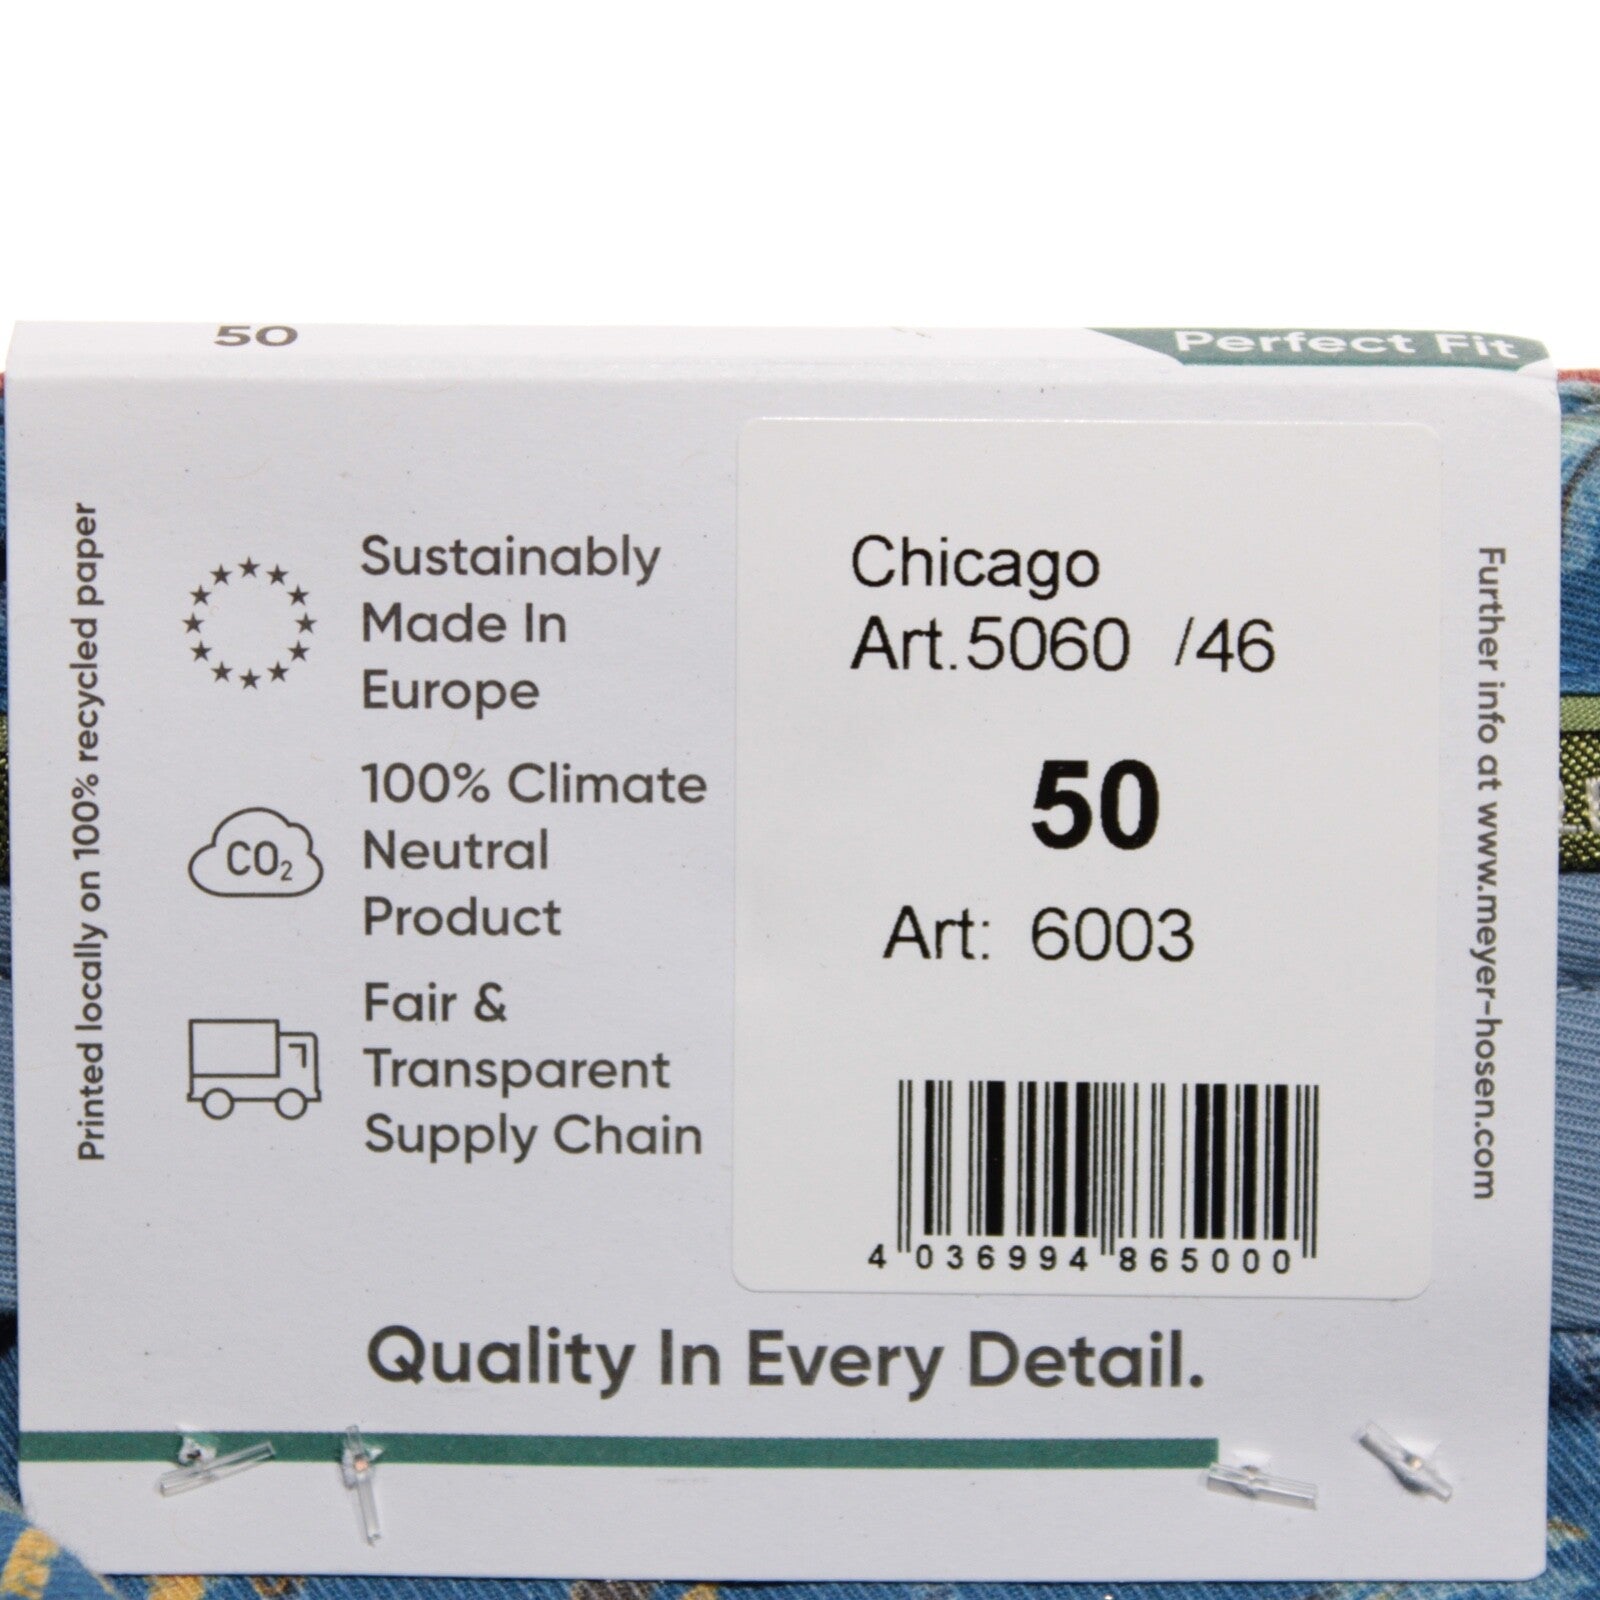 50
Perfect Fit
Printed locally on 100% recycled paper
Sustainably
Made In
Europe
CO₂
100% Climate
Neutral
Product
Fair &
Transparent
Supply Chain
Chicago
Art.5060 /46
50
Art: 6003
4 036994 865000
Further info at www.meyer-hosen.com
Quality In Every Detail.